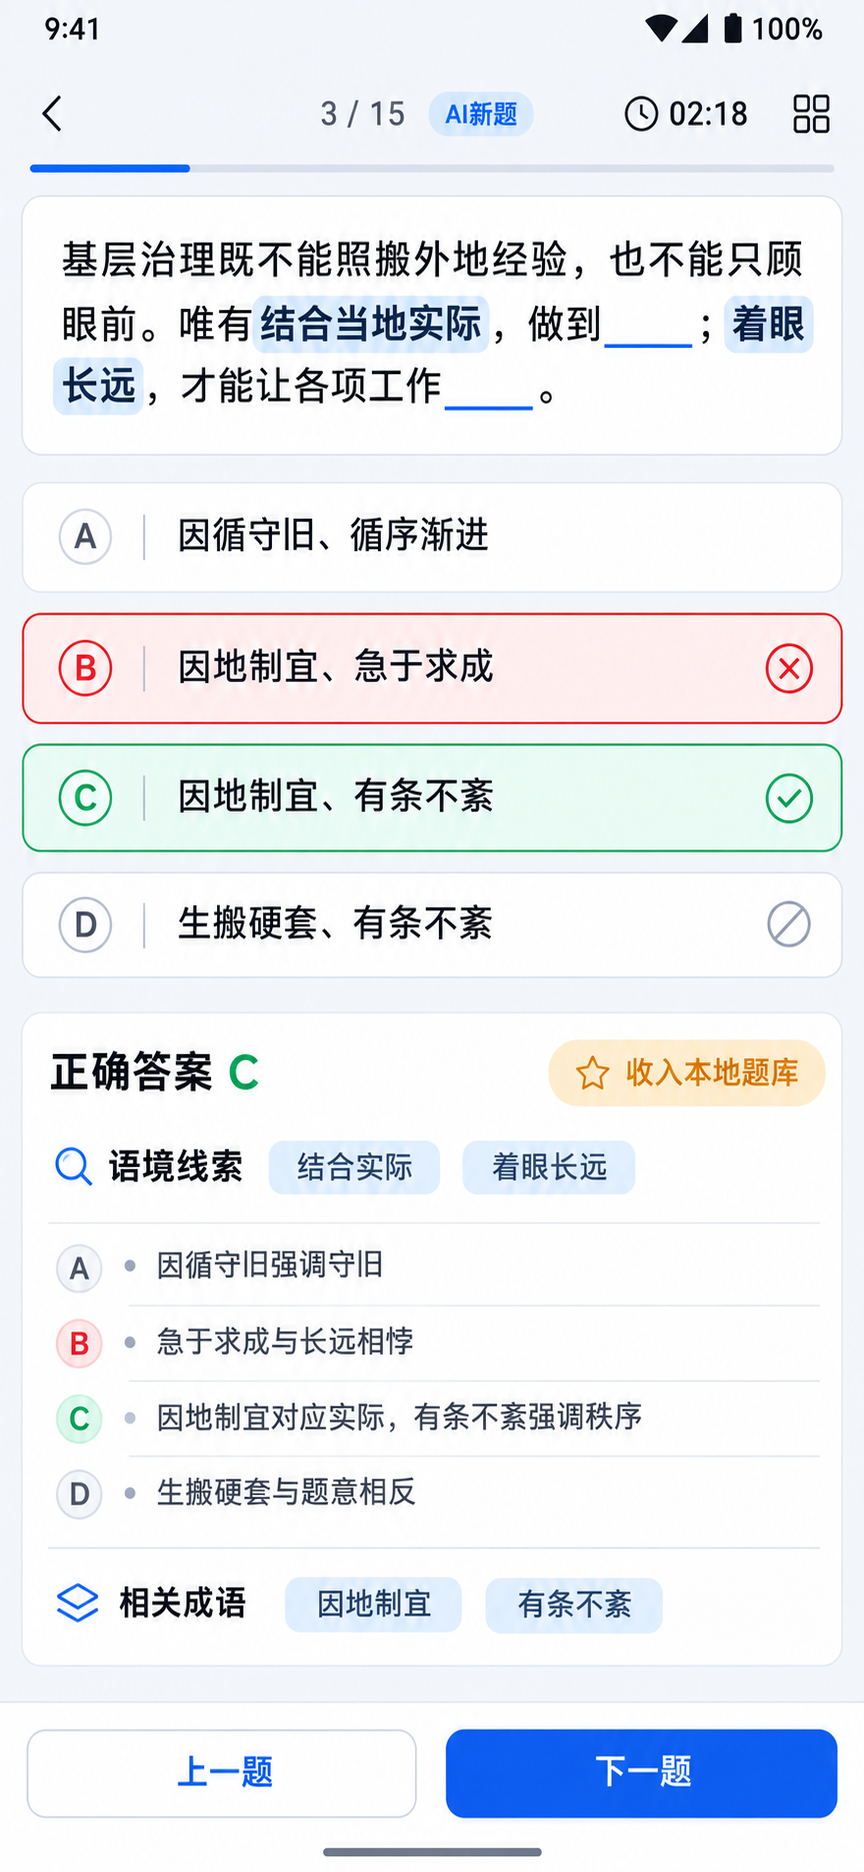 9:41 100%
3 / 15 AI新题 02:18
基层治理既不能照搬外地经验，也不能只顾
眼前。唯有结合当地实际，做到____；着眼
长远，才能让各项工作____。
A 因循守旧、循序渐进
B 因地制宜、急于求成
C 因地制宜、有条不紊
D 生搬硬套、有条不紊
正确答案 C 收入本地题库
语境线索 结合实际 着眼长远
A • 因循守旧强调守旧
B • 急于求成与长远相悖
C • 因地制宜对应实际，有条不紊强调秩序
D • 生搬硬套与题意相反
相关成语 因地制宜 有条不紊
上一题 下一题